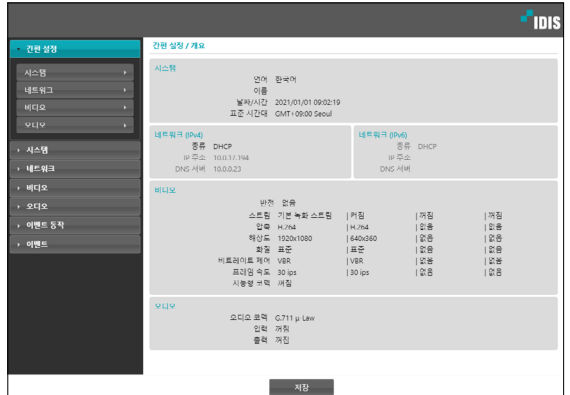 IDIS
간편 설정
시스템
네트워크
비디오
오디오
시스템
네트워크
비디오
오디오
이벤트 동작
이벤트
간편 설정 / 개요
시스템
언어 한국어
이름
날짜/시간 2021/01/01 09:02:19
표준 시간대 GMT+09:00 Seoul
네트워크 (IPv4)
종류 DHCP
IP 주소 10.0.17.194
DNS 서버 10.0.0.23
네트워크 (IPv6)
종류 DHCP
IP 주소
DNS 서버
비디오
반전 없음
스트림 기본 녹화 스트림 | 켜짐 | 꺼짐 | 꺼짐
압축 H.264 | H.264 | 없음 | 없음
해상도 1920x1080 | 640x360 | 없음 | 없음
화질 표준 | 표준 | 없음 | 없음
비트레이트 제어 VBR | VBR | 없음 | 없음
프레임 속도 30 ips | 30 ips | 없음 | 없음
지능형 코덱 꺼짐
오디오
오디오 코덱 G.711 μ-Law
입력 꺼짐
출력 꺼짐
저장